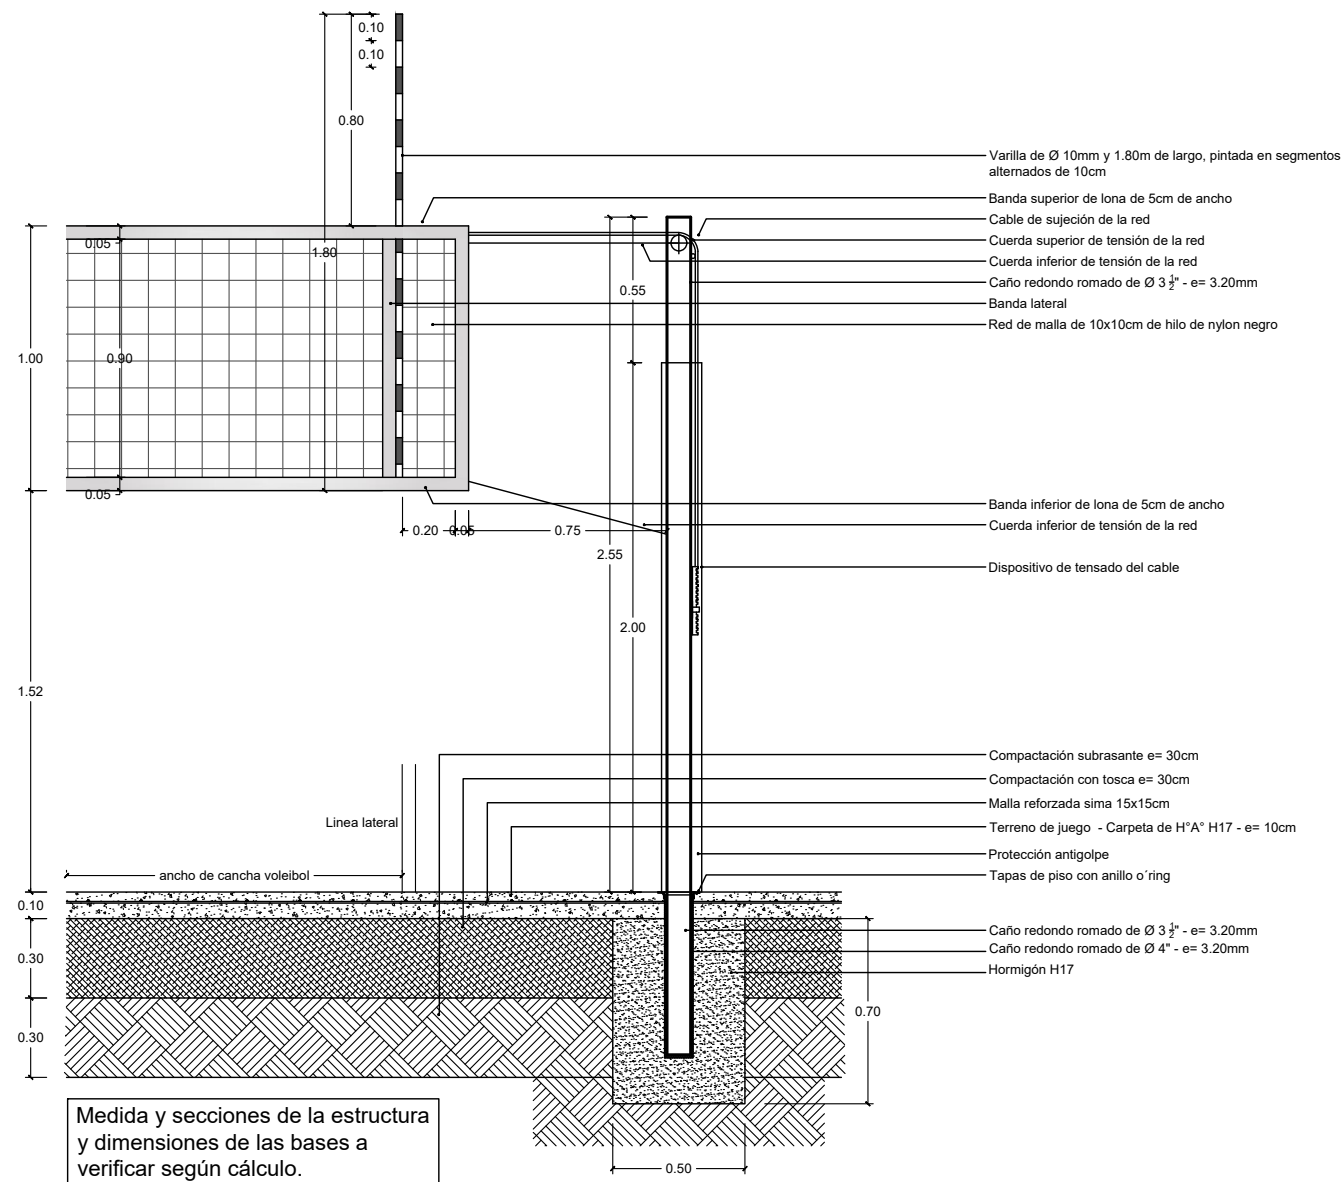 0.10
0.10
0.80
Varilla de Ø 10mm y 1.80m de largo, pintada en segmentos
alternados de 10cm
Banda superior de lona de 5cm de ancho
Cable de sujeción de la red
Cuerda superior de tensión de la red
Cuerda inferior de tensión de la red
Caño redondo romado de Ø 3 ½" - e= 3.20mm
Banda lateral
Red de malla de 10x10cm de hilo de nylon negro
0.05
1.80
0.55
1.00
0.90
0.05
0.20
0.05
0.75
2.55
Banda inferior de lona de 5cm de ancho
Cuerda inferior de tensión de la red
Dispositivo de tensado del cable
2.00
1.52
Compactación subrasante e= 30cm
Compactación con tosca e= 30cm
Malla reforzada sima 15x15cm
Terreno de juego - Carpeta de H°A° H17 - e= 10cm
Protección antigolpe
Tapas de piso con anillo o´ring
Linea lateral
ancho de cancha voleibol
0.10
0.30
0.30
Caño redondo romado de Ø 3 ½" - e= 3.20mm
Caño redondo romado de Ø 4" - e= 3.20mm
Hormigón H17
0.70
0.50
Medida y secciones de la estructura
y dimensiones de las bases a
verificar según cálculo.